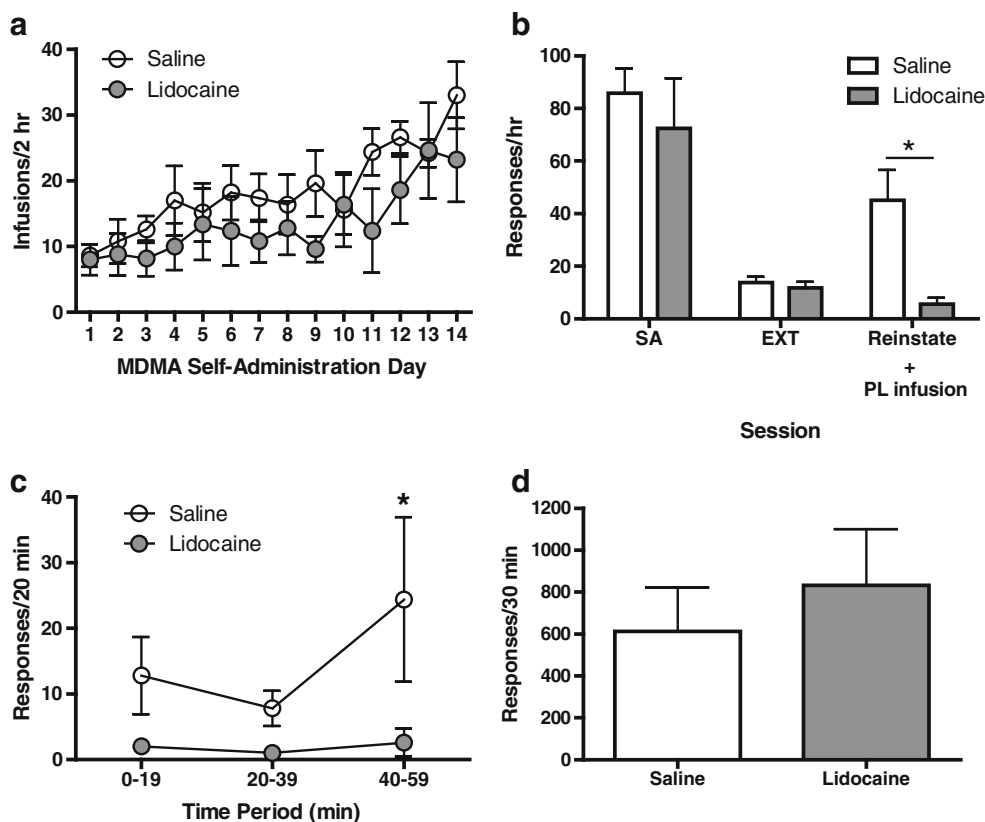 a
Infusions/2 hr
40
30
20
10
0
Saline
Lidocaine
1 2 3 4 5 6 7 8 9 10 11 12 13 14
MDMA Self-Administration Day
b
Responses/hr
100
80
60
40
20
0
Saline
Lidocaine
*
SA EXT Reinstate
+
PL infusion
Session
c
Responses/20 min
40
30
20
10
0
Saline
Lidocaine
*
0-19 20-39 40-59
Time Period (min)
d
Responses/30 min
1200
1000
800
600
400
200
0
Saline Lidocaine